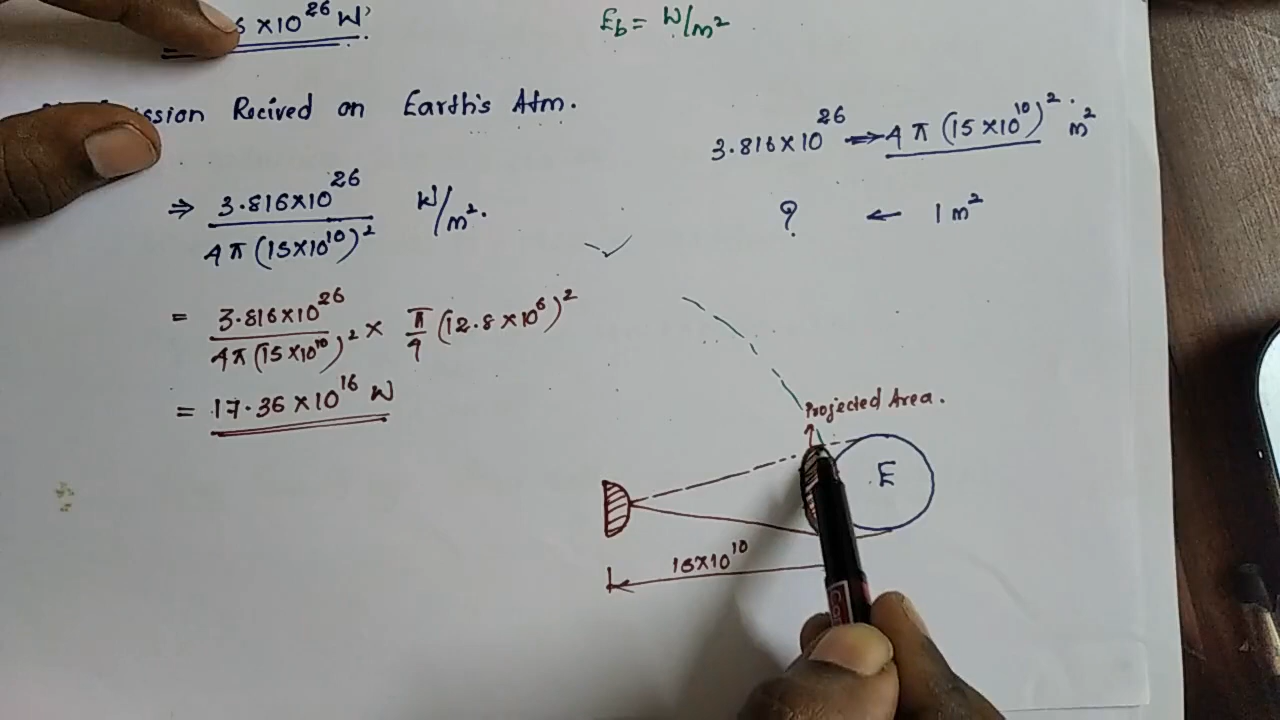 6 ×10²⁶ W
E_b = W/m²
ssion Recived on Earth's Atm.
3.816×10²⁶ ⇒ 4π(15×10¹⁰)² m²
? ← 1 m²
⇒ 3.816×10²⁶ / 4π(15×10¹⁰)² W/m².
= 3.816×10²⁶ / 4π(15×10¹⁰)² × π/4 (12.8×10⁶)²
= 17.36×10¹⁶ W
Projected Area.
E
15×10¹⁰